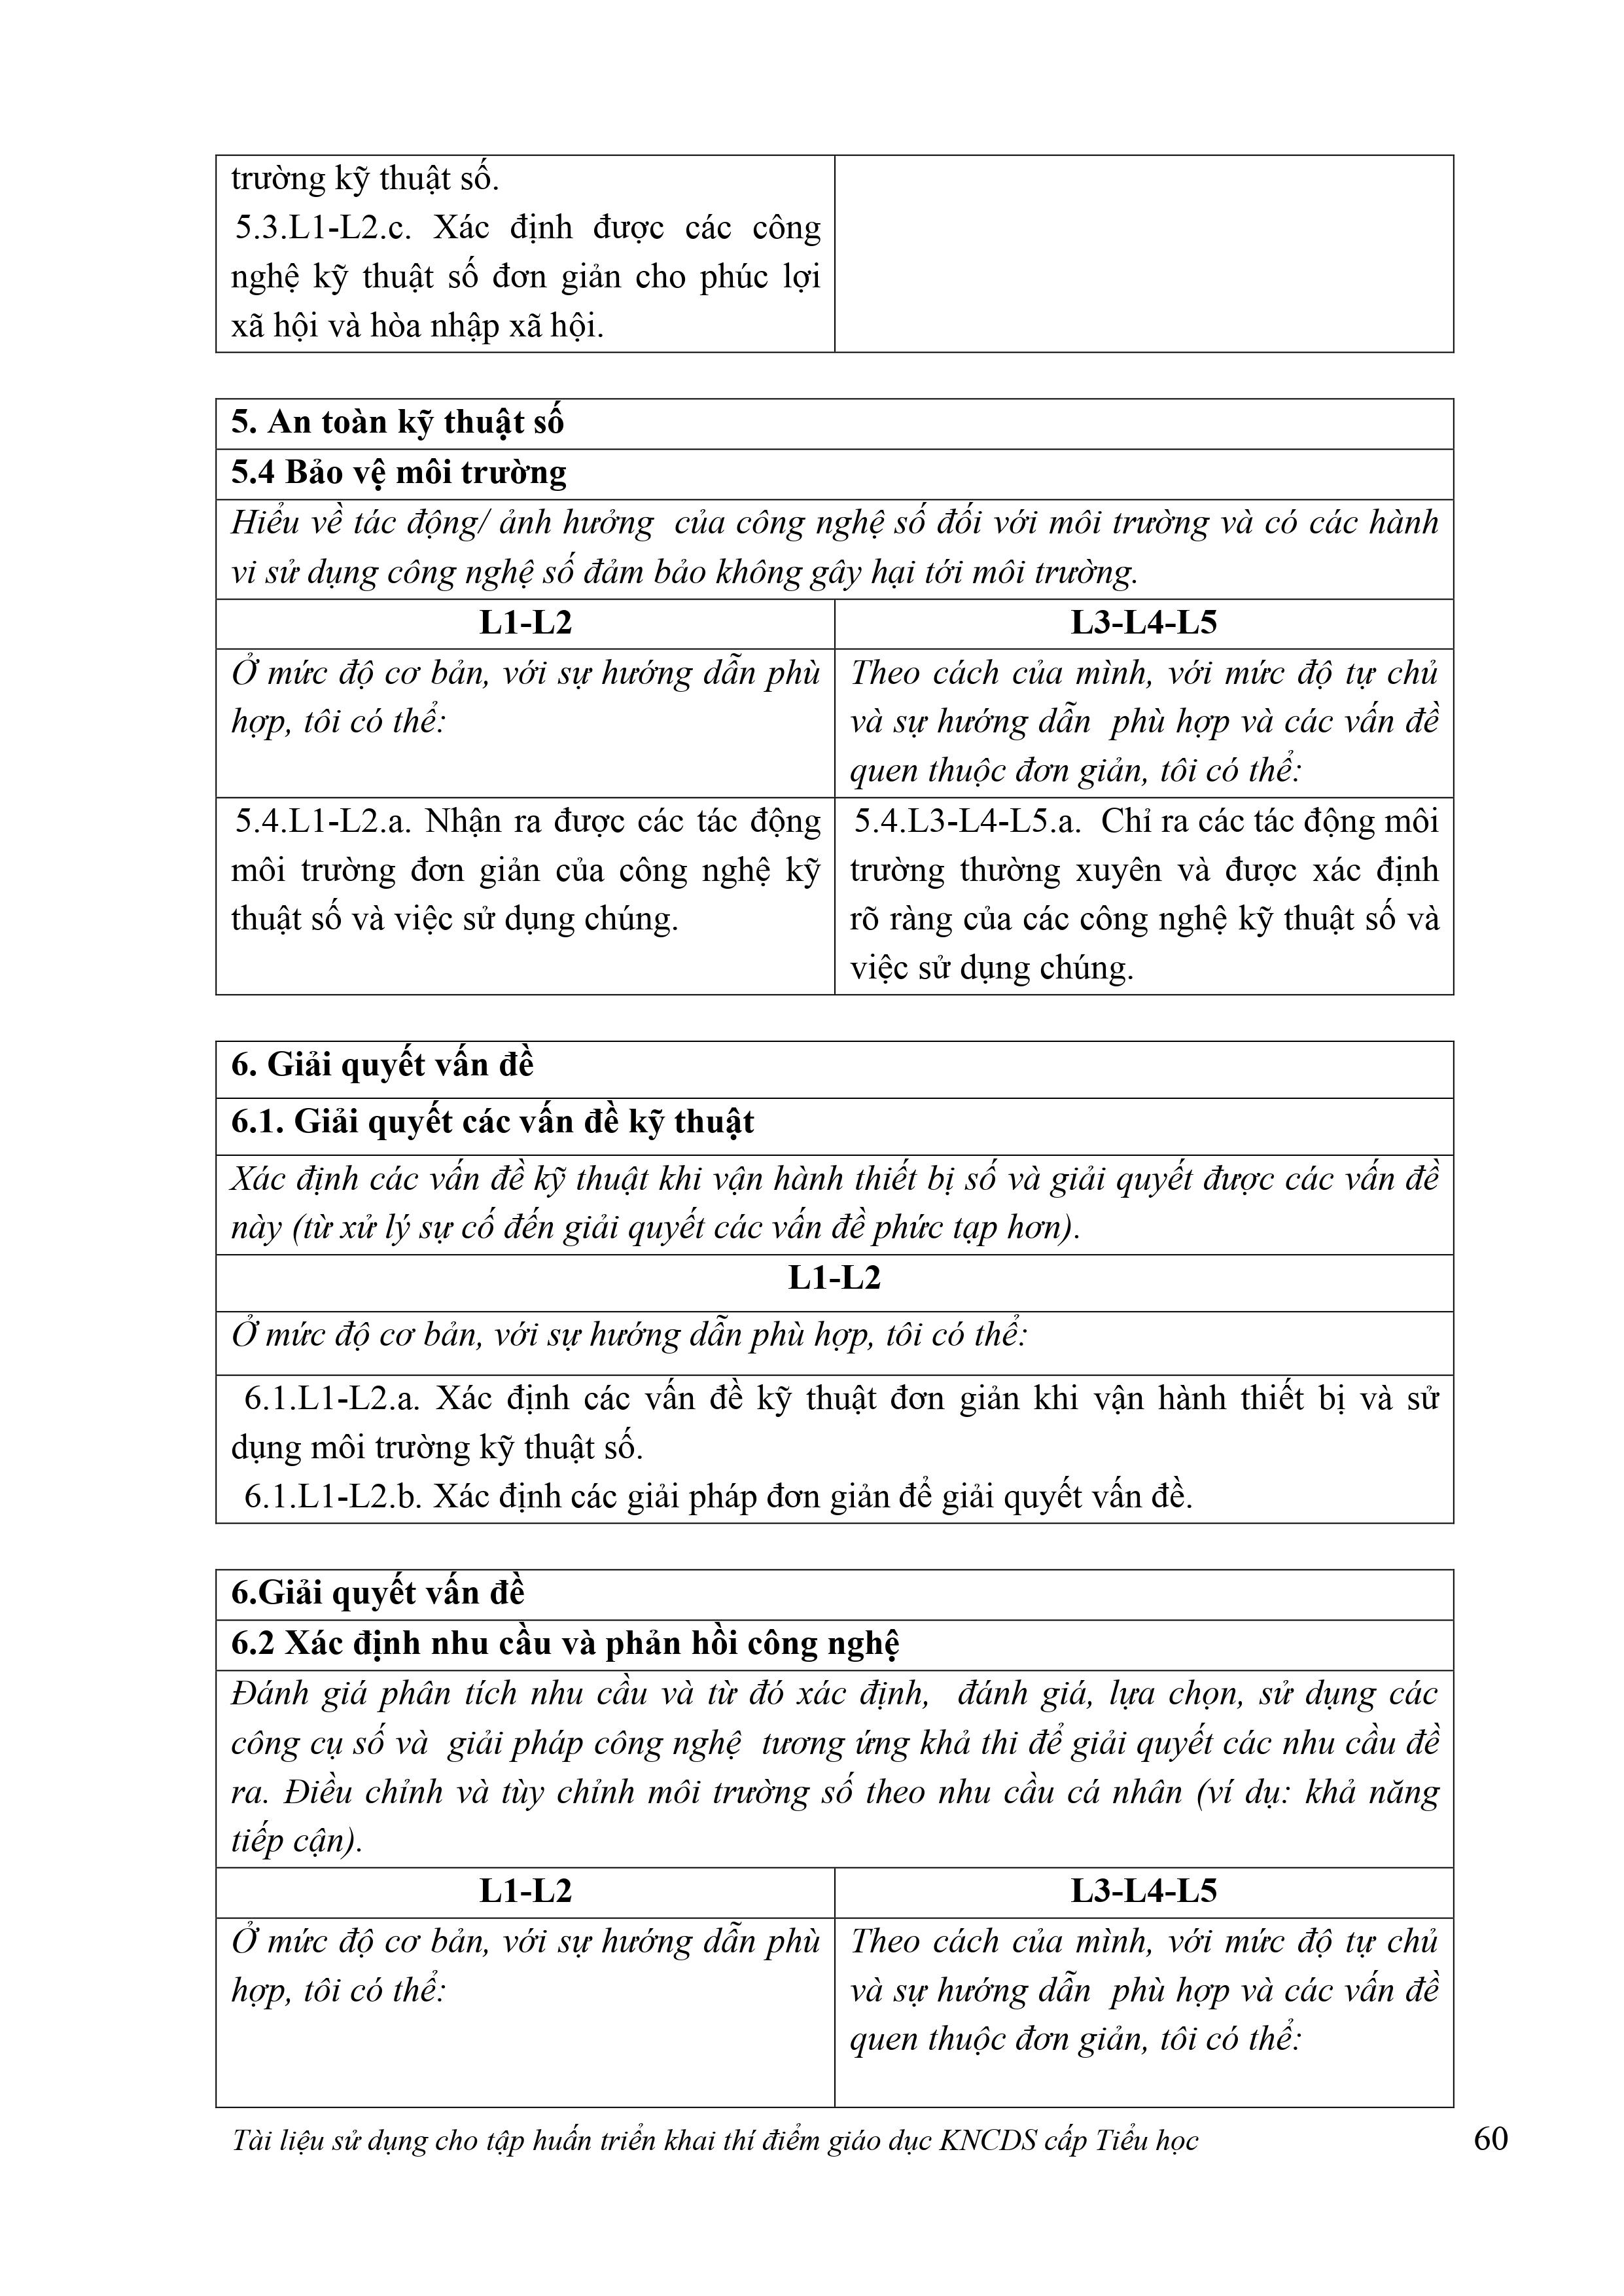 trường kỹ thuật số.
5.3.L1-L2.c. Xác định được các công
nghệ kỹ thuật số đơn giản cho phúc lợi
xã hội và hòa nhập xã hội.
5. An toàn kỹ thuật số
5.4 Bảo vệ môi trường
Hiểu về tác động/ ảnh hưởng của công nghệ số đối với môi trường và có các hành
vi sử dụng công nghệ số đảm bảo không gây hại tới môi trường.
L1-L2
L3-L4-L5
Ở mức độ cơ bản, với sự hướng dẫn phù
hợp, tôi có thể:
Theo cách của mình, với mức độ tự chủ
và sự hướng dẫn phù hợp và các vấn đề
quen thuộc đơn giản, tôi có thể:
5.4.L1-L2.a. Nhận ra được các tác động
môi trường đơn giản của công nghệ kỹ
thuật số và việc sử dụng chúng.
5.4.L3-L4-L5.a. Chỉ ra các tác động môi
trường thường xuyên và được xác định
rõ ràng của các công nghệ kỹ thuật số và
việc sử dụng chúng.
6. Giải quyết vấn đề
6.1. Giải quyết các vấn đề kỹ thuật
Xác định các vấn đề kỹ thuật khi vận hành thiết bị số và giải quyết được các vấn đề
này (từ xử lý sự cố đến giải quyết các vấn đề phức tạp hơn).
L1-L2
Ở mức độ cơ bản, với sự hướng dẫn phù hợp, tôi có thể:
6.1.L1-L2.a. Xác định các vấn đề kỹ thuật đơn giản khi vận hành thiết bị và sử
dụng môi trường kỹ thuật số.
6.1.L1-L2.b. Xác định các giải pháp đơn giản để giải quyết vấn đề.
6.Giải quyết vấn đề
6.2 Xác định nhu cầu và phản hồi công nghệ
Đánh giá phân tích nhu cầu và từ đó xác định, đánh giá, lựa chọn, sử dụng các
công cụ số và giải pháp công nghệ tương ứng khả thi để giải quyết các nhu cầu đề
ra. Điều chỉnh và tùy chỉnh môi trường số theo nhu cầu cá nhân (ví dụ: khả năng
tiếp cận).
L1-L2
L3-L4-L5
Ở mức độ cơ bản, với sự hướng dẫn phù
hợp, tôi có thể:
Theo cách của mình, với mức độ tự chủ
và sự hướng dẫn phù hợp và các vấn đề
quen thuộc đơn giản, tôi có thể:
Tài liệu sử dụng cho tập huấn triển khai thí điểm giáo dục KNCDS cấp Tiểu học
60